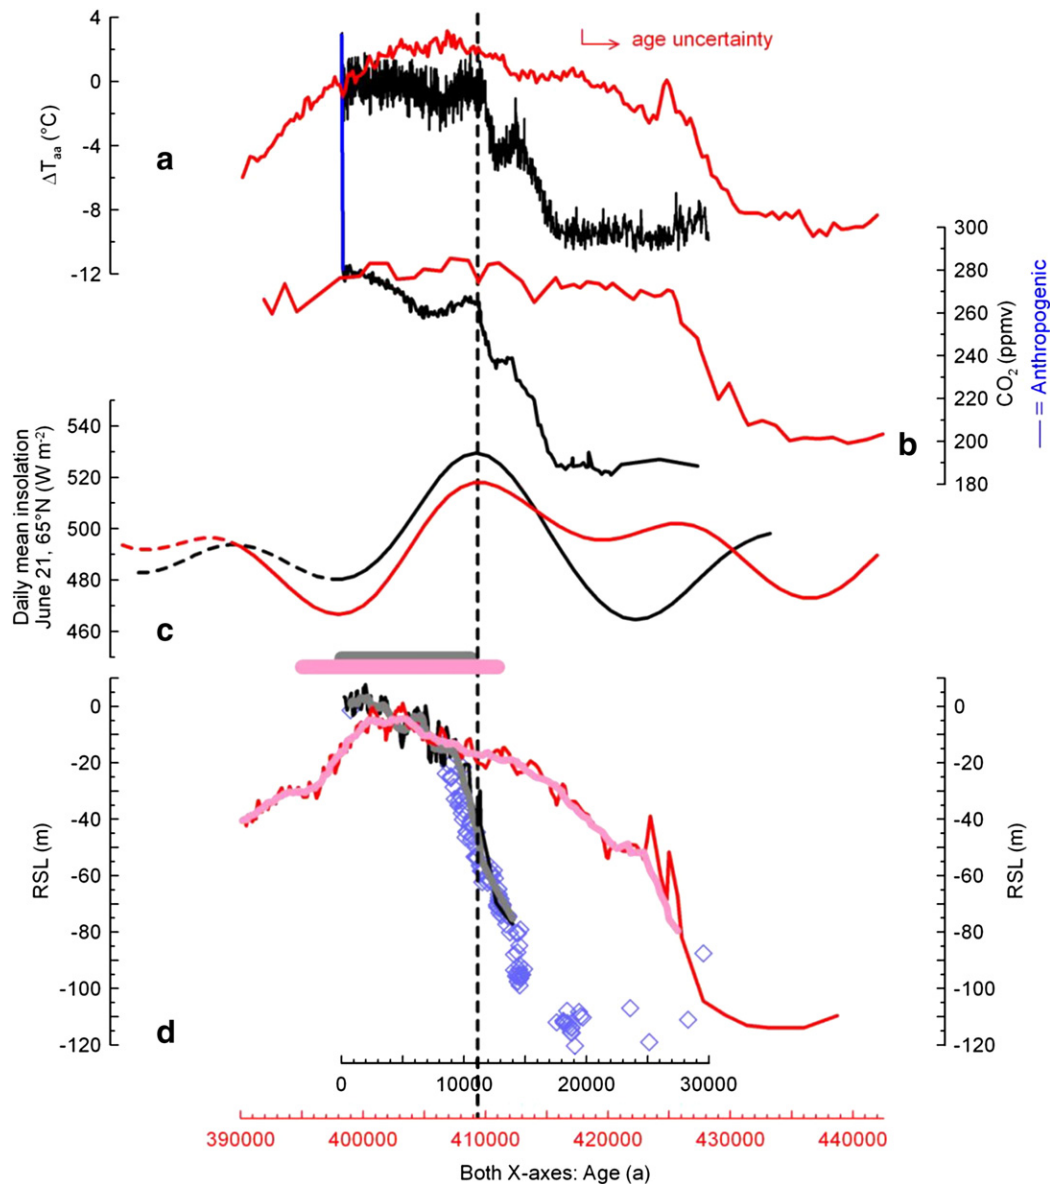 4
0
-4
-8
-12
ΔTaa (°C)
a
age uncertainty
300
280
260
240
220
200
180
CO2 (ppmv)
— = Anthropogenic
b
540
520
500
480
460
Daily mean insolation
June 21, 65°N (W m-2)
c
0
-20
-40
-60
-80
-100
-120
RSL (m)
d
0
-20
-40
-60
-80
-100
-120
RSL (m)
0 10000 20000 30000
390000 400000 410000 420000 430000 440000
Both X-axes: Age (a)